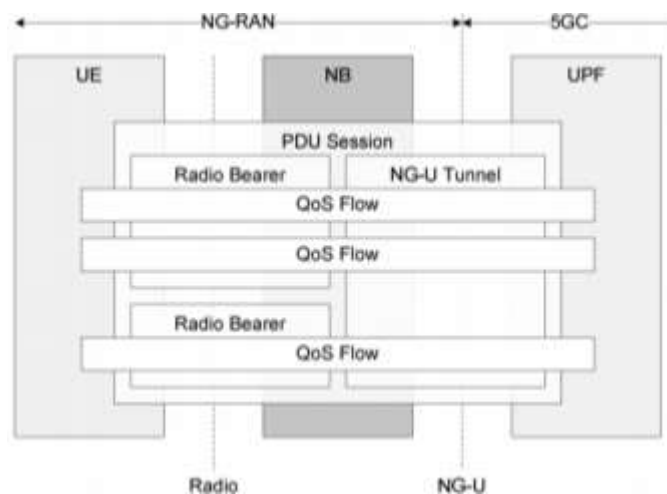 NG-RAN 5GC
UE NB UPF
PDU Session
Radio Bearer NG-U Tunnel
QoS Flow
QoS Flow
Radio Bearer
QoS Flow
Radio NG-U